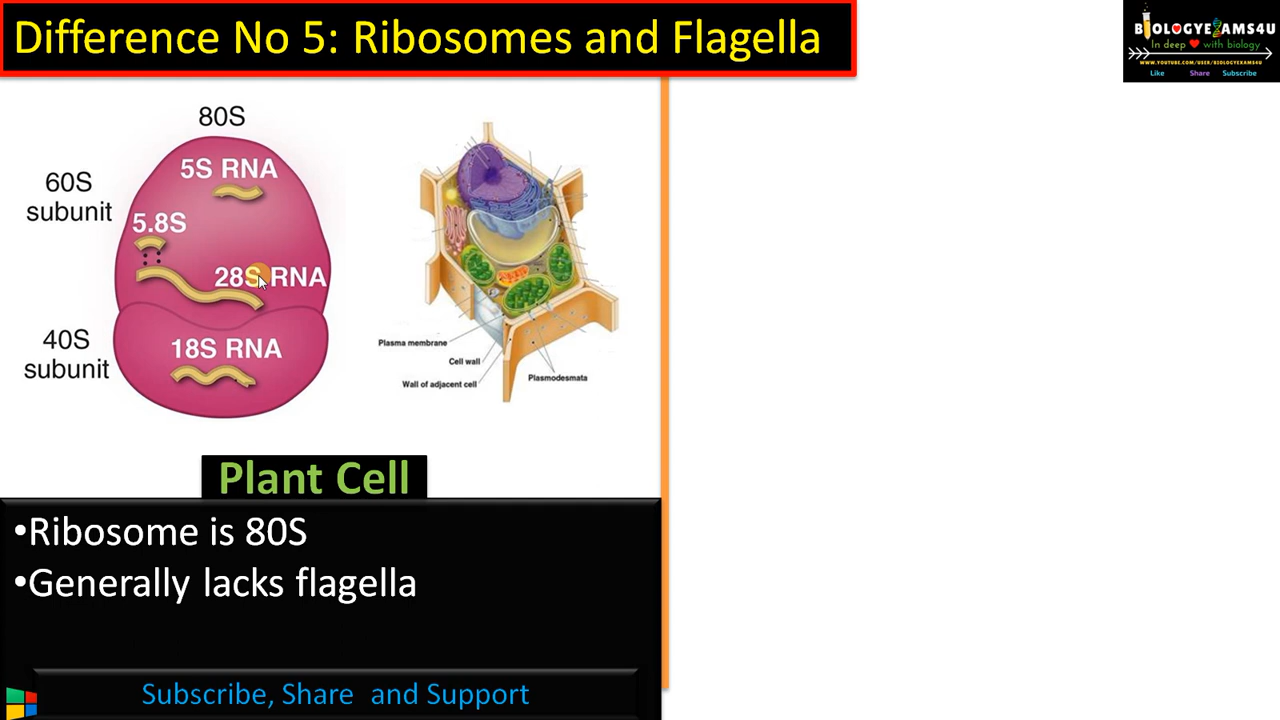 Difference No 5: Ribosomes and Flagella
BIOLOGYEXAMS4U
In deep with biology
WWW.YOUTUBE.COM/USER/BIOLOGYEXAMS4U
Like Share Subscribe
80S
60S
subunit
5S RNA
5.8S
28S RNA
40S
subunit
18S RNA
Plasma membrane
Cell wall
Wall of adjacent cell
Plasmodesmata
Plant Cell
•Ribosome is 80S
•Generally lacks flagella
Subscribe, Share and Support